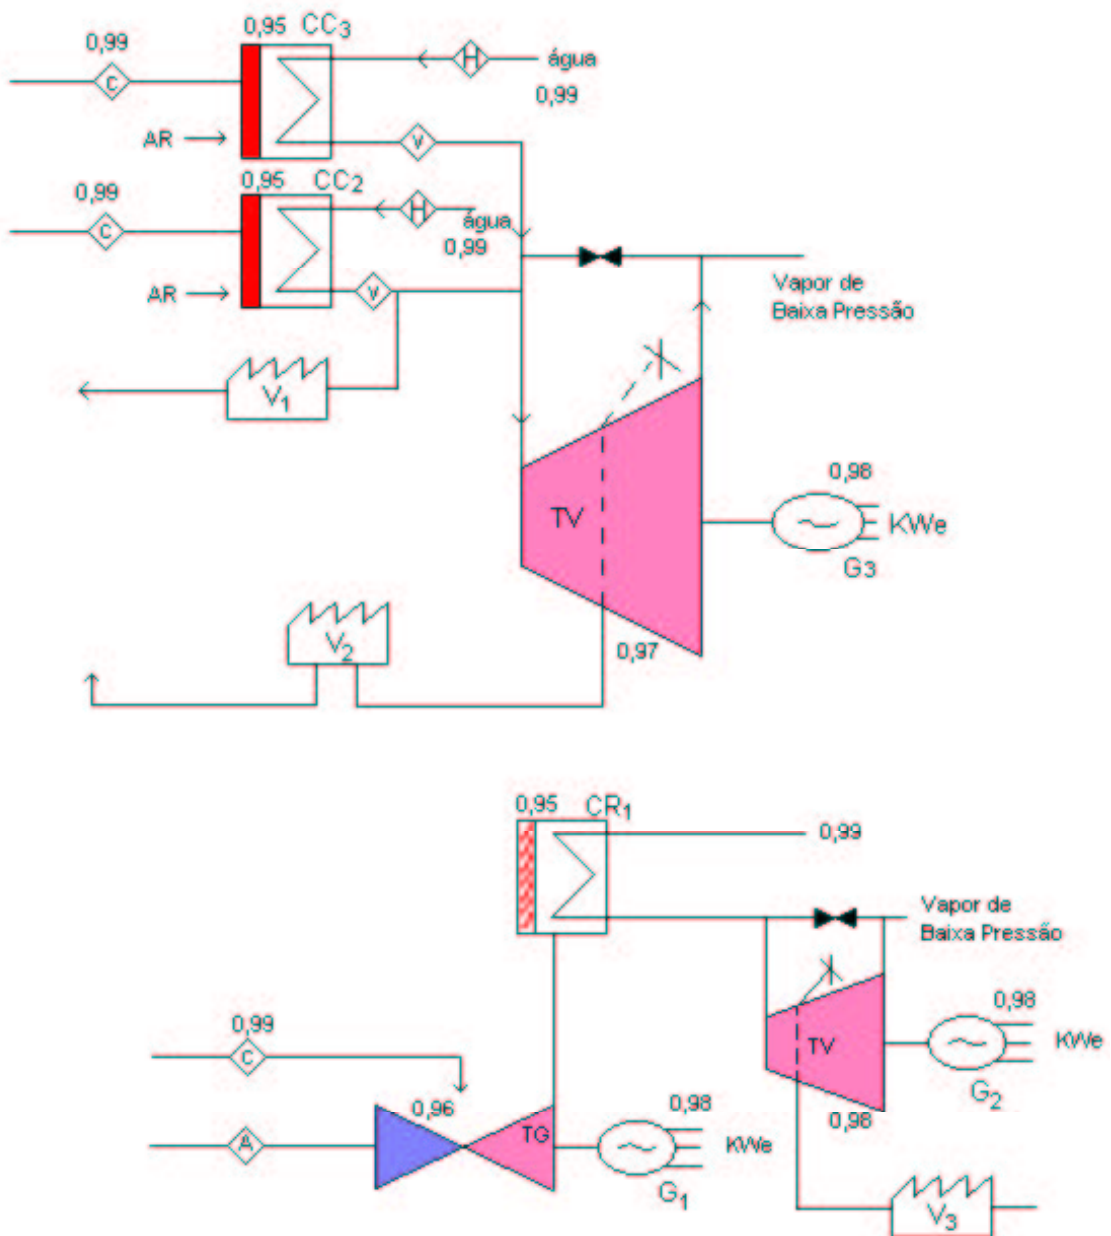 0,95 CC3
0,99
C
H
água
0,99
AR
V
0,95 CC2
0,99
C
H
água
0,99
AR
V
Vapor de
Baixa Pressão
V1
TV
0,98
KWe
G3
V2
0,97
0,95 CR1
0,99
Vapor de
Baixa Pressão
0,99
C
0,98
TV
KWe
G2
0,96
0,98
0,98
A
TG
KWe
G1
V3